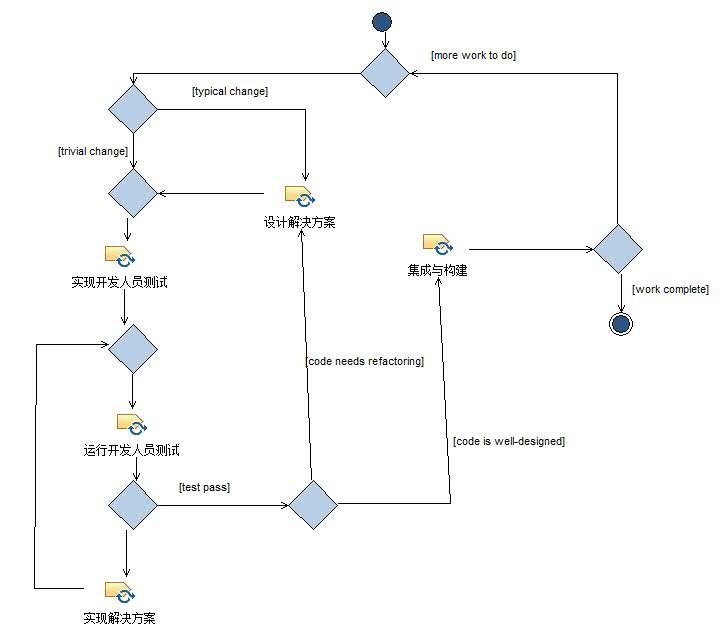 [more work to do]
[typical change]
[trivial change]
设计解决方案
集成与构建
实现开发人员测试
[work complete]
[code needs refactoring]
[code is well-designed]
运行开发人员测试
[test pass]
实现解决方案